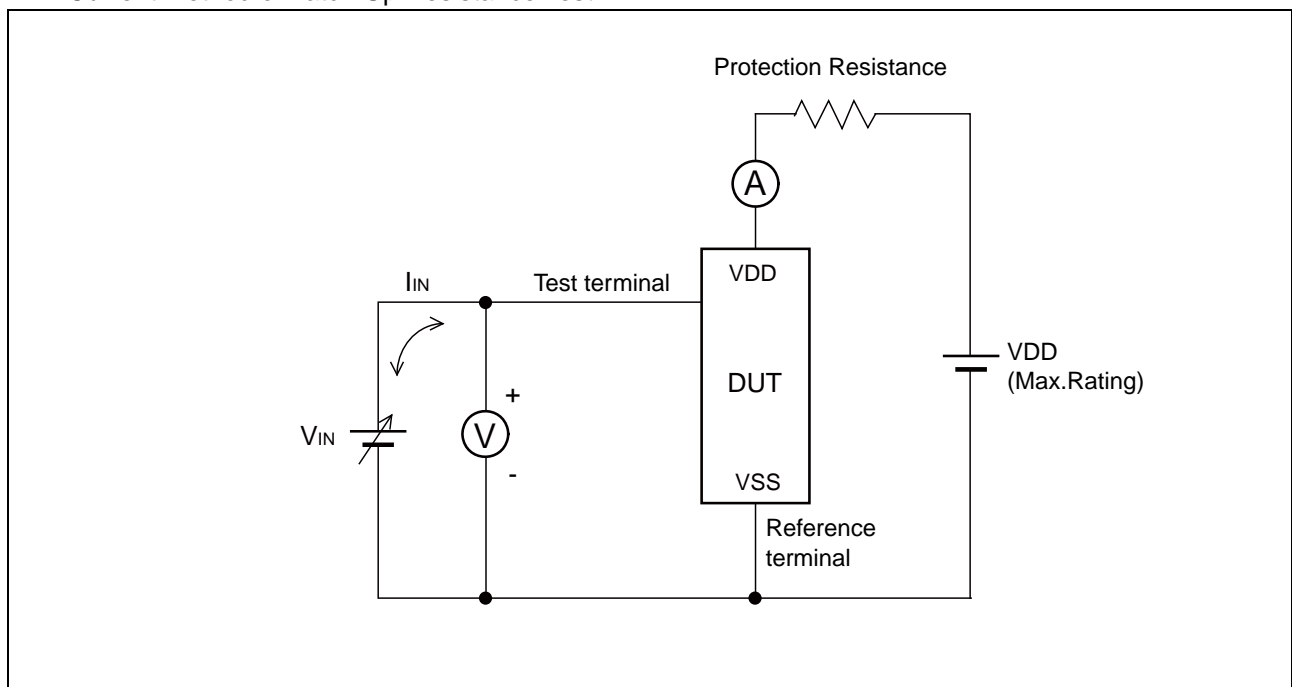 Protection Resistance
A
IIN
Test terminal
VDD
VDD
(Max.Rating)
DUT
VIN
V
+
-
VSS
Reference
terminal